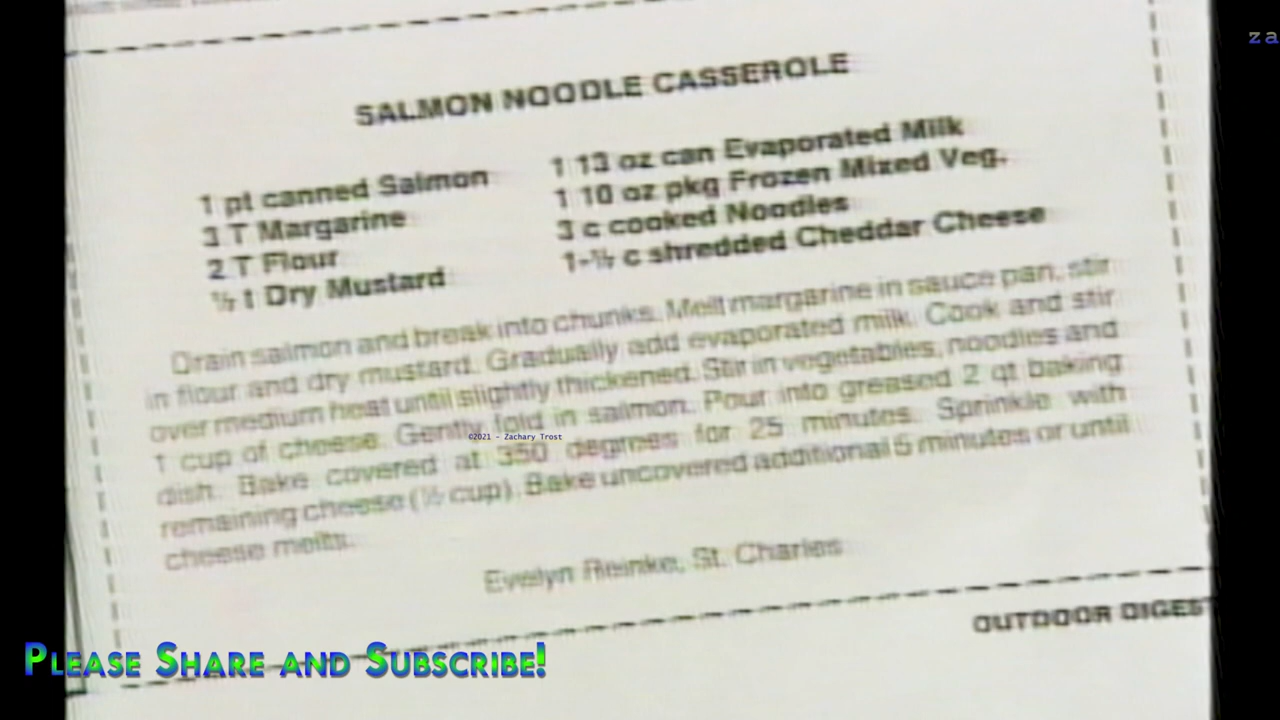 za
SALMON NOODLE CASSEROLE
1 pt canned Salmon
3 T Margarine
2 T Flour
½ t Dry Mustard
1 13 oz can Evaporated Milk
1 10 oz pkg Frozen Mixed Veg.
3 c cooked Noodles
1-½ c shredded Cheddar Cheese
Drain salmon and break into chunks. Melt margarine in sauce pan, stir
in flour and dry mustard. Gradually add evaporated milk. Cook and stir
over medium heat until slightly thickened. Stir in vegetables, noodles and
1 cup of cheese. Gently fold in salmon. Pour into greased 2 qt baking
dish. Bake covered at 350 degrees for 25 minutes. Sprinkle with
remaining cheese (½ cup). Bake uncovered additional 5 minutes or until
cheese melts.
Evelyn Reinke, St. Charles
OUTDOOR DIGEST
©2021 - Zachary Trost
Please Share and Subscribe!